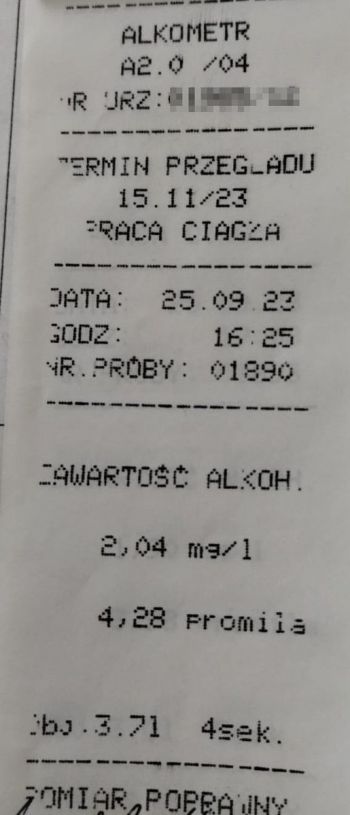 ALKOMETR
A2.0 /04
NR URZ:
TERMIN PRZEGLADU
15.11/23
PRACA CIAGŁA
DATA: 25.09.23
GODZ: 16:25
NR.PRÓBY: 01890
ZAWARTOŚĆ ALKOH.
2,04 mg/l
4,28 promila
Obj.3.71 4sek.
POMIAR POPRAWNY